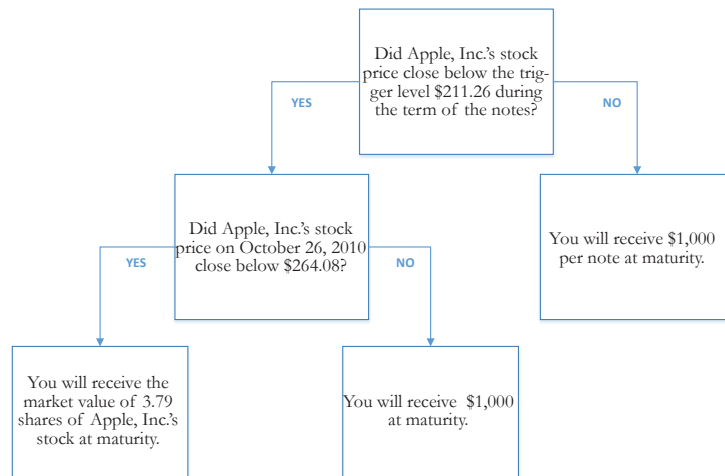 Did Apple, Inc.'s stock
price close below the trig-
ger level $211.26 during
the term of the notes?
YES
NO
Did Apple, Inc.'s stock
price on October 26, 2010
close below $264.08?
You will receive $1,000
per note at maturity.
YES
NO
You will receive the
market value of 3.79
shares of Apple, Inc.'s
stock at maturity.
You will receive $1,000
at maturity.